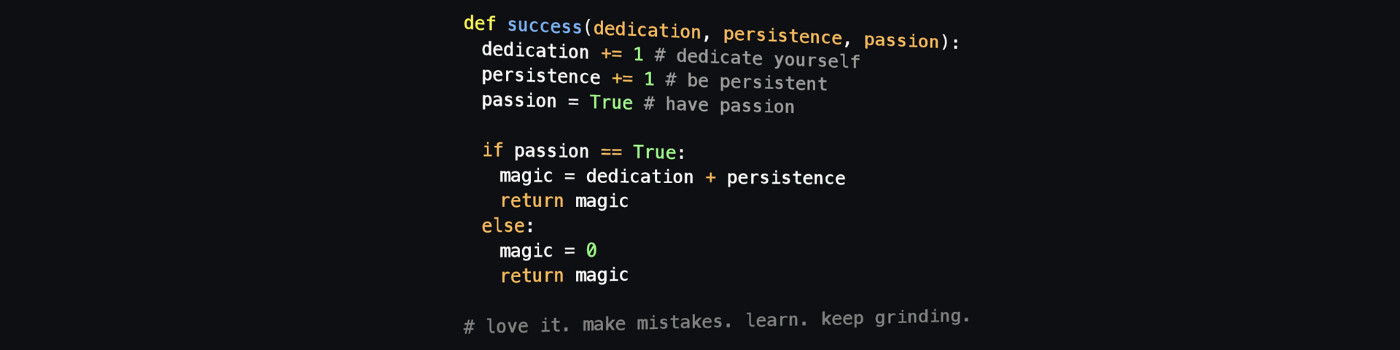 def success(dedication, persistence, passion):
  dedication += 1 # dedicate yourself
  persistence += 1 # be persistent
  passion = True # have passion

  if passion == True:
    magic = dedication + persistence
    return magic
  else:
    magic = 0
    return magic

# love it. make mistakes. learn. keep grinding.